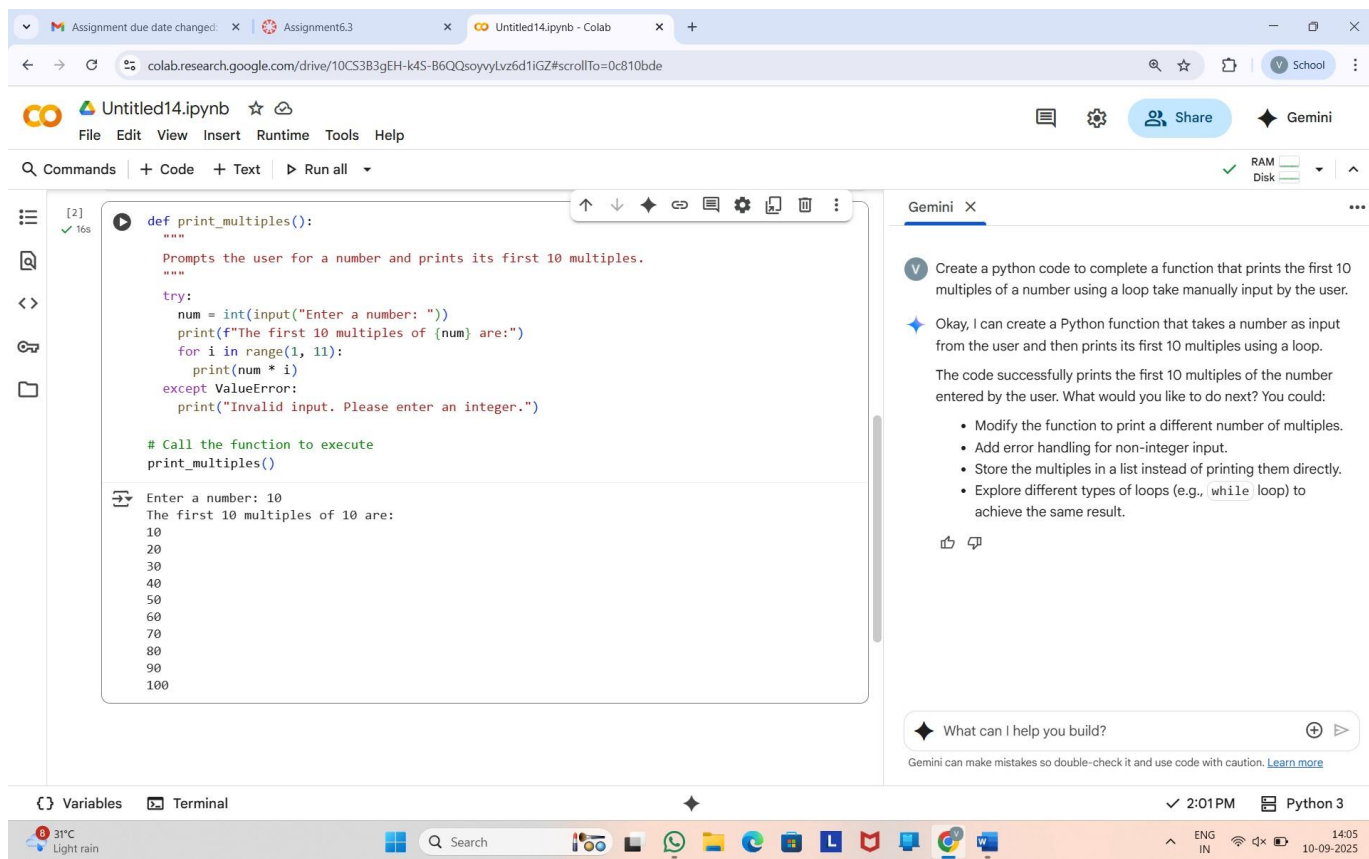 Assignment due date changed:
Assignment6.3
Untitled14.ipynb - Colab
colab.research.google.com/drive/10CS3B3gEH-k4S-B6QQsoyvyLvz6d1iGZ#scrollTo=0c810bde
V School
CO Untitled14.ipynb
File Edit View Insert Runtime Tools Help
Share
Gemini
Commands + Code + Text Run all
RAM
Disk
[2]
16s
def print_multiples():
"""
Prompts the user for a number and prints its first 10 multiples.
"""
try:
num = int(input("Enter a number: "))
print(f"The first 10 multiples of {num} are:")
for i in range(1, 11):
print(num * i)
except ValueError:
print("Invalid input. Please enter an integer.")
# Call the function to execute
print_multiples()
Enter a number: 10
The first 10 multiples of 10 are:
10
20
30
40
50
60
70
80
90
100
Gemini
V
Create a python code to complete a function that prints the first 10
multiples of a number using a loop take manually input by the user.
Okay, I can create a Python function that takes a number as input
from the user and then prints its first 10 multiples using a loop.
The code successfully prints the first 10 multiples of the number
entered by the user. What would you like to do next? You could:
• Modify the function to print a different number of multiples.
• Add error handling for non-integer input.
• Store the multiples in a list instead of printing them directly.
• Explore different types of loops (e.g., while loop) to
achieve the same result.
What can I help you build?
Gemini can make mistakes so double-check it and use code with caution. Learn more
{} Variables Terminal
2:01 PM Python 3
8
31°C
Light rain
Search
L
ENG
IN
14:05
10-09-2025